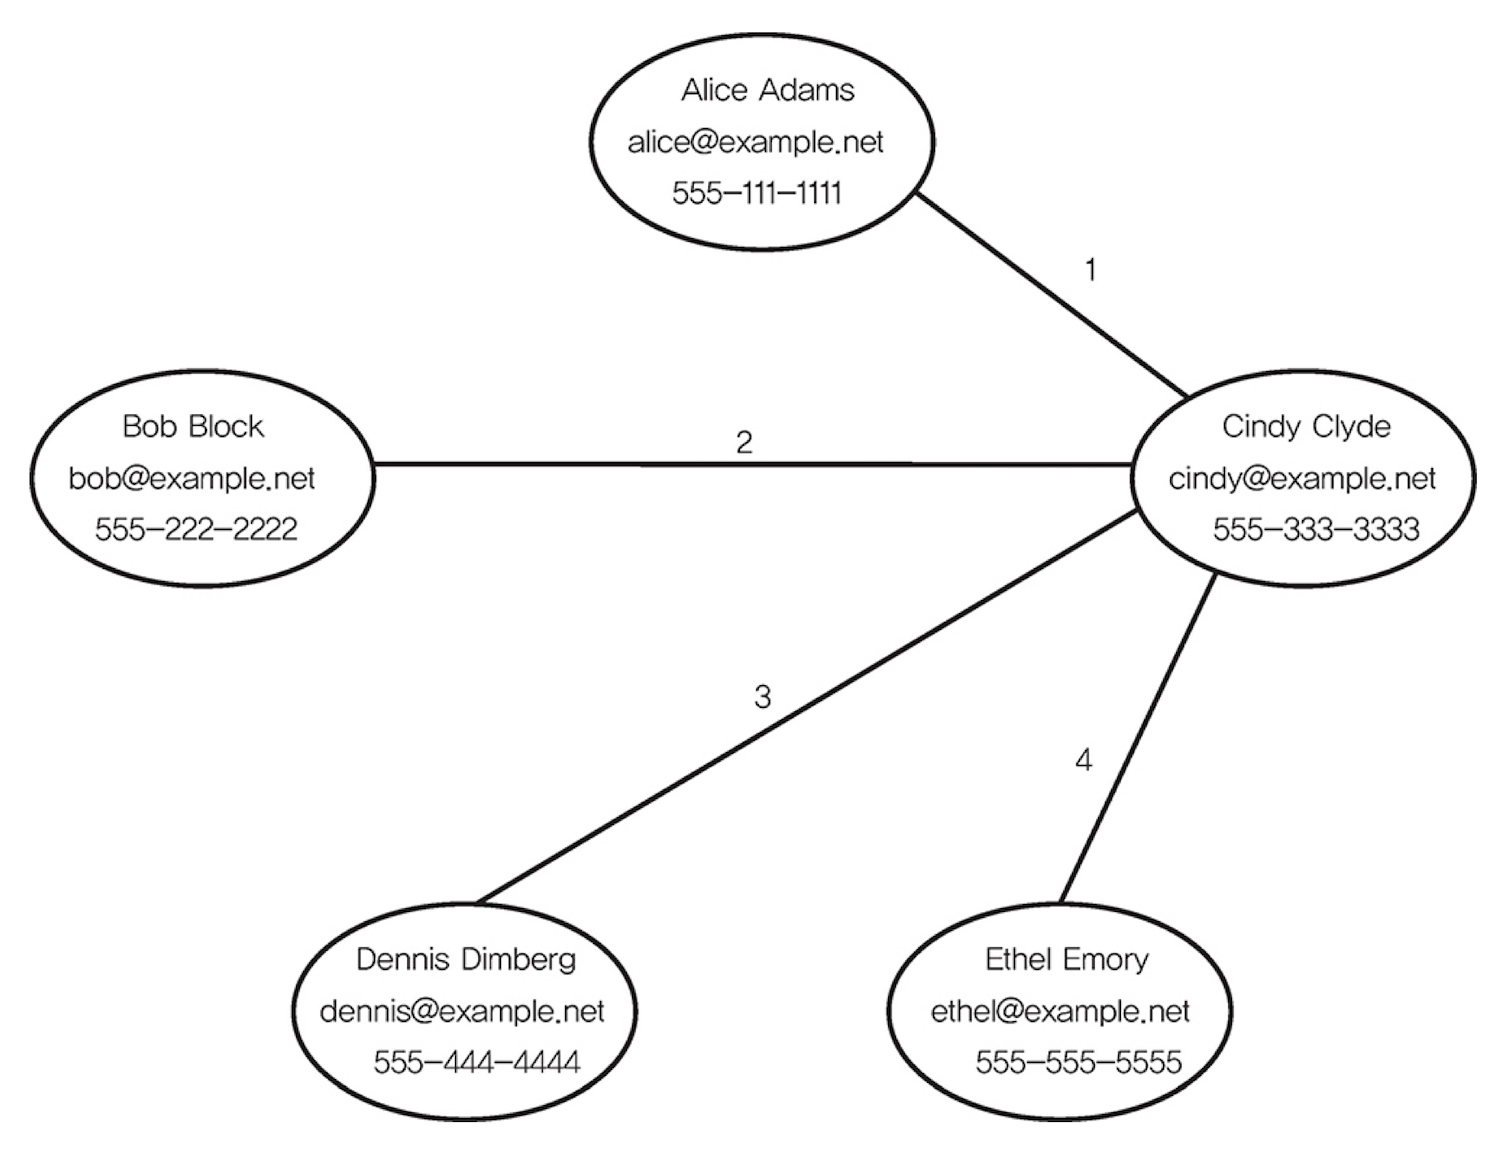 Alice Adams
alice@example.net
555-111-1111
1
Bob Block
bob@example.net
555-222-2222
2
Cindy Clyde
cindy@example.net
555-333-3333
3
4
Dennis Dimberg
dennis@example.net
555-444-4444
Ethel Emory
ethel@example.net
555-555-5555